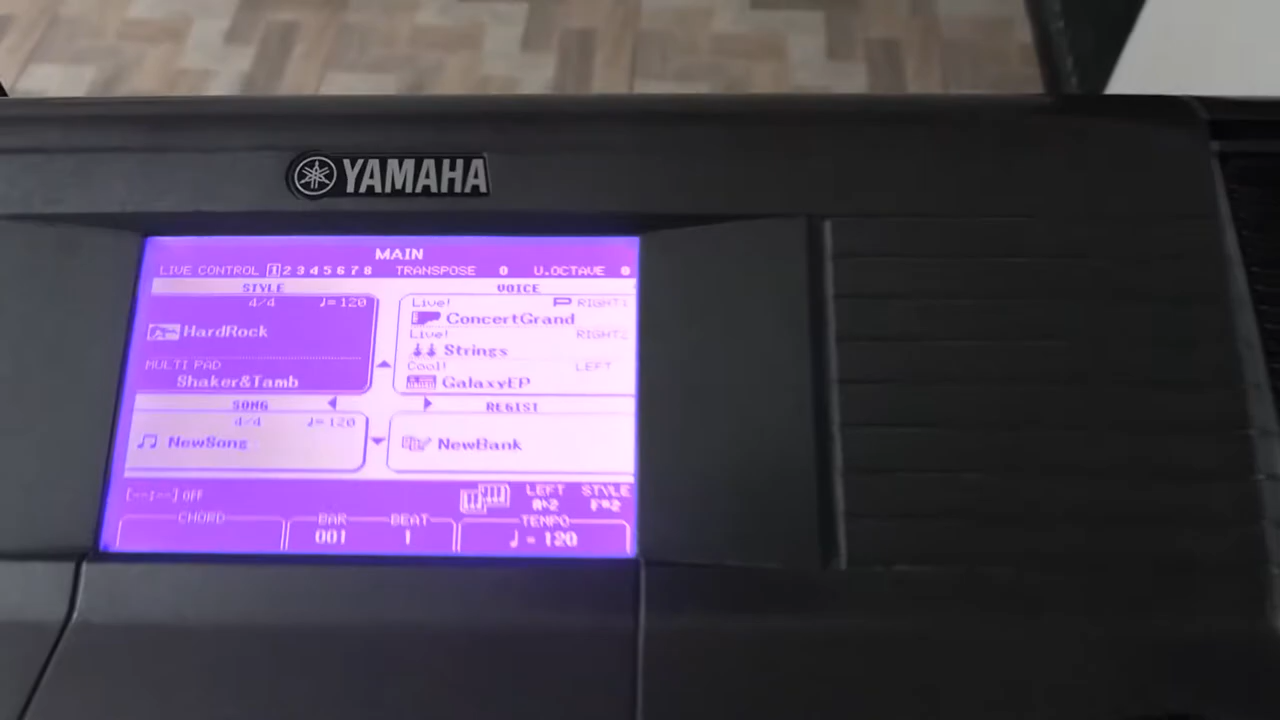 YAMAHA
MAIN
LIVE CONTROL 1 2 3 4 5 6 7 8 TRANSPOSE 0 U.OCTAVE 0
STYLE
4/4 ♩=120
HardRock
MULTI PAD
Shaker&Tamb
VOICE
Live! RIGHT1
ConcertGrand
Live! RIGHT2
Strings
Cool! LEFT
GalaxyEP
SONG
4/4 ♩=120
NewSong
REGIST
NewBank
[--:--] OFF
LEFT STYLE
F#2 F#2
CHORD BAR BEAT TEMPO
001 1 ♩=120